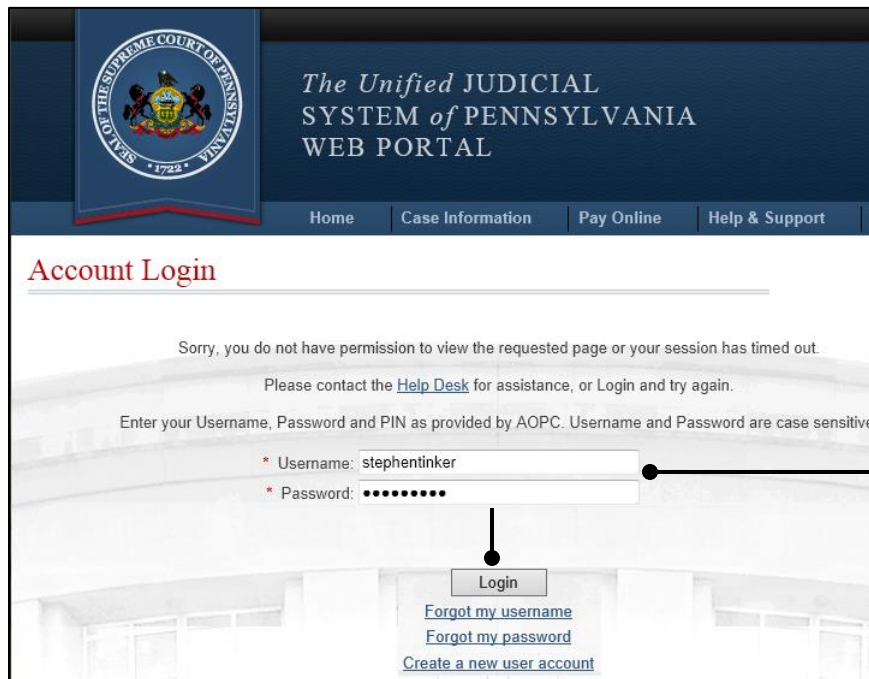 SEAL OF THE SUPREME COURT OF PENNSYLVANIA
· 1722 ·
The Unified JUDICIAL
SYSTEM of PENNSYLVANIA
WEB PORTAL
Home Case Information Pay Online Help & Support
Account Login
Sorry, you do not have permission to view the requested page or your session has timed out.
Please contact the Help Desk for assistance, or Login and try again.
Enter your Username, Password and PIN as provided by AOPC. Username and Password are case sensitive
* Username: stephentinker
* Password: •••••••••
Login
Forgot my username
Forgot my password
Create a new user account